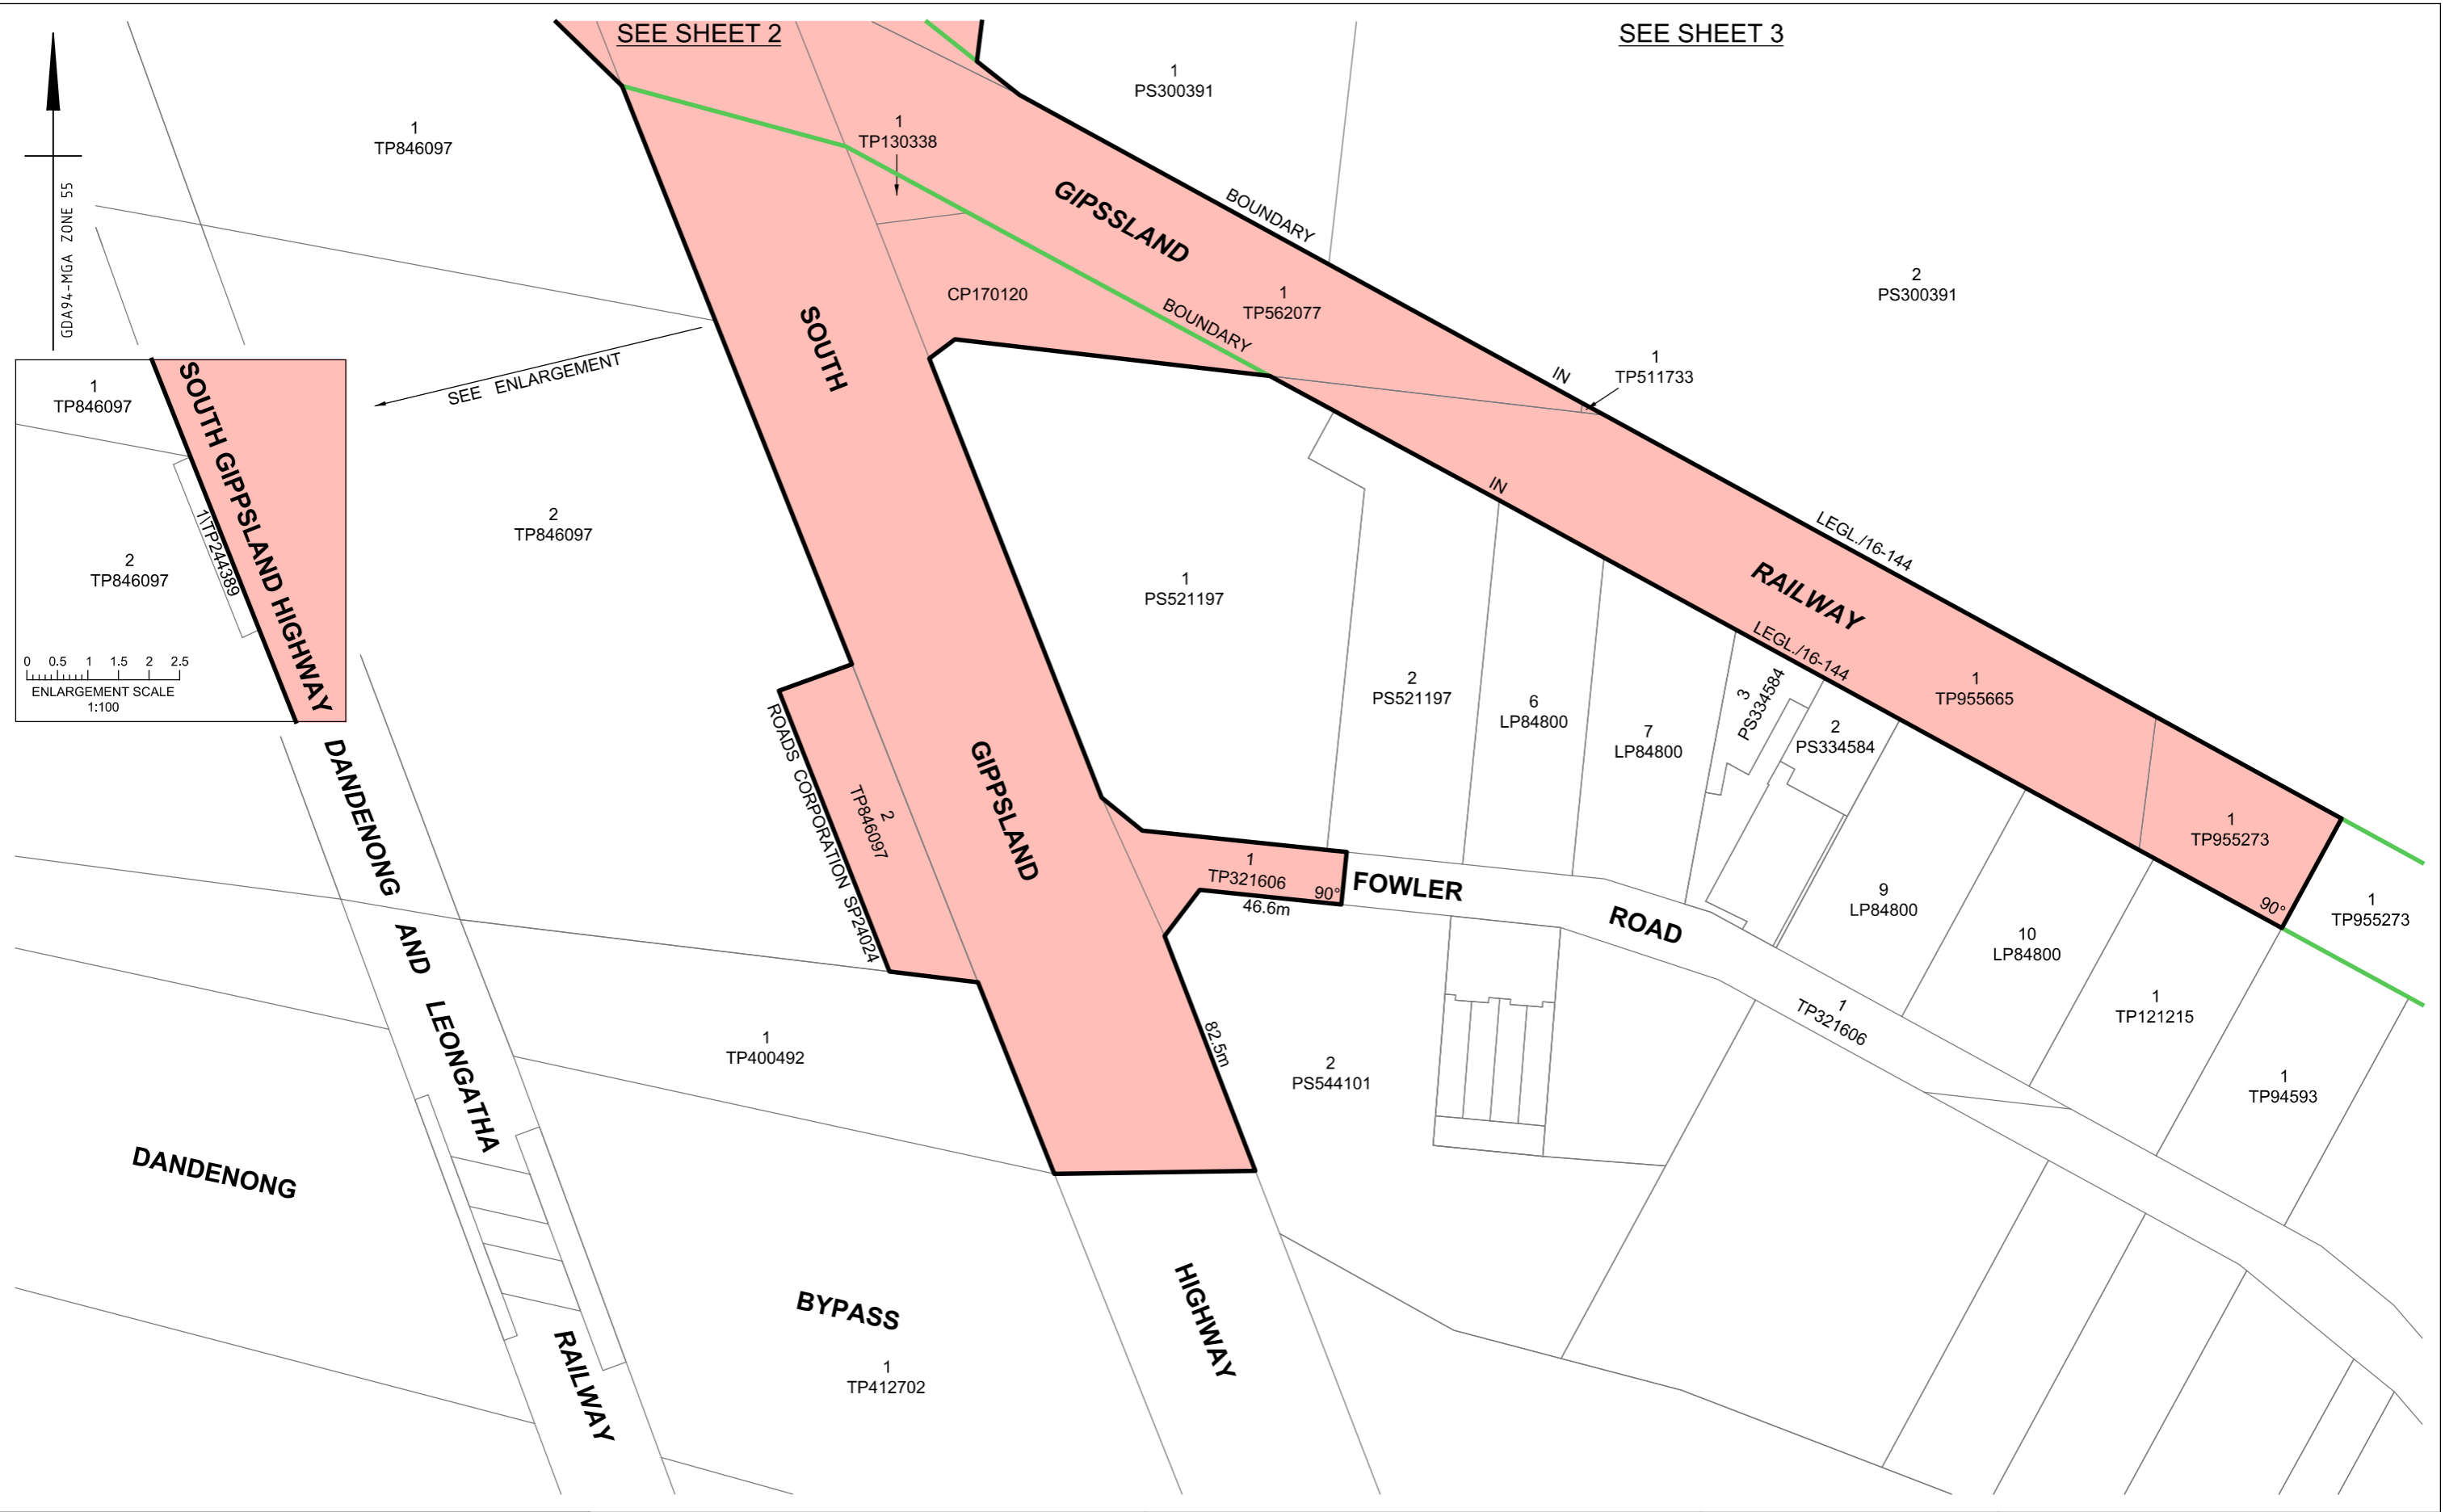 SEE SHEET 2
SEE SHEET 3
GDA94-MGA ZONE 55
1
TP846097
1
TP130338
1
PS300391
2
PS300391
GIPSSLAND
BOUNDARY
CP170120
BOUNDARY
1
TP562077
IN
1
TP511733
SOUTH
SEE ENLARGEMENT
1
TP846097
SOUTH GIPPSLAND HIGHWAY
1\TP244389
2
TP846097
0 0.5 1 1.5 2 2.5
ENLARGEMENT SCALE
1:100
2
TP846097
1
PS521197
IN
LEGL./16-144
RAILWAY
LEGL./16-144
1
TP955665
2
PS521197
6
LP84800
7
LP84800
3
PS334584
2
PS334584
9
LP84800
10
LP84800
1
TP121215
1
TP955273
90°
1
TP955273
1
TP94593
ROADS CORPORATION SP24024
2
TP846097
GIPPSLAND
1
TP321606
90°
46.6m
FOWLER
ROAD
1
TP321606
82.5m
2
PS544101
1
TP400492
DANDENONG AND LEONGATHA
RAILWAY
DANDENONG
BYPASS
1
TP412702
HIGHWAY